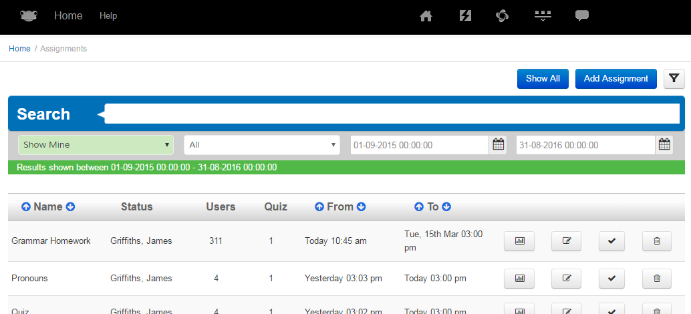 Home Help
Home / Assignments
Show All Add Assignment
Search
Show Mine All 01-09-2015 00:00:00 31-08-2016 00:00:00
Results shown between 01-09-2015 00:00:00 - 31-08-2016 00:00:00
Name Status Users Quiz From To
Grammar Homework Griffiths, James 311 1 Today 10:45 am Tue, 15th Mar 03:00 pm
Pronouns Griffiths, James 4 1 Yesterday 03:03 pm Today 03:00 pm
Quiz Griffiths, James 4 1 Yesterday 03:02 pm Today 03:00 pm